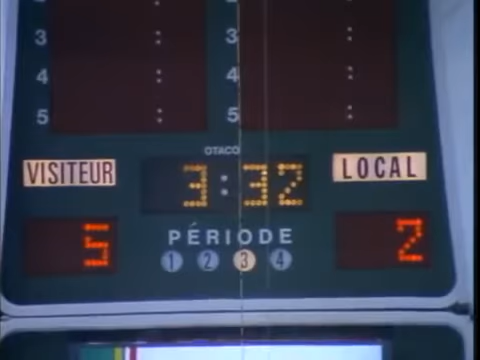 3 : 3 :
4 : 4 :
5 : 5 :
OTACO
VISITEUR 3:32 LOCAL
5 PÉRIODE 2
1 2 3 4